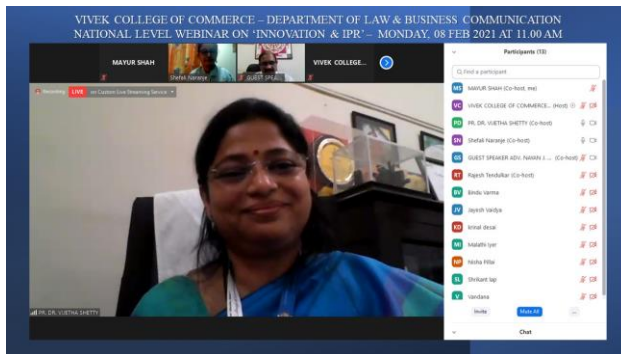 VIVEK COLLEGE OF COMMERCE – DEPARTMENT OF LAW & BUSINESS COMMUNICATION
NATIONAL LEVEL WEBINAR ON ‘INNOVATION & IPR’ – MONDAY, 08 FEB 2021 AT 11.00 AM
MAYUR SHAH
Shefali Naranje
GUEST SPEA...
VIVEK COLLEGE...
Recording
LIVE on Custom Live Streaming Service
PR. DR. VIJETHA SHETTY
Participants (13)
Find a participant
MS MAYUR SHAH (Co-host, me)
VC VIVEK COLLEGE OF COMMERCE... (Host)
PD PR. DR. VIJETHA SHETTY (Co-host)
SN Shefali Naranje (Co-host)
GS GUEST SPEAKER ADV. NAVAN J. ... (Co-host)
RT Rajesh Tendulkar (Co-host)
BV Bindu Varma
JV Jayesh Vaidya
KD krinal desai
MI Malathi Iyer
NP Nisha Pillai
SL Shrikant lap
V Vandana
Invite
Mute All
...
Chat